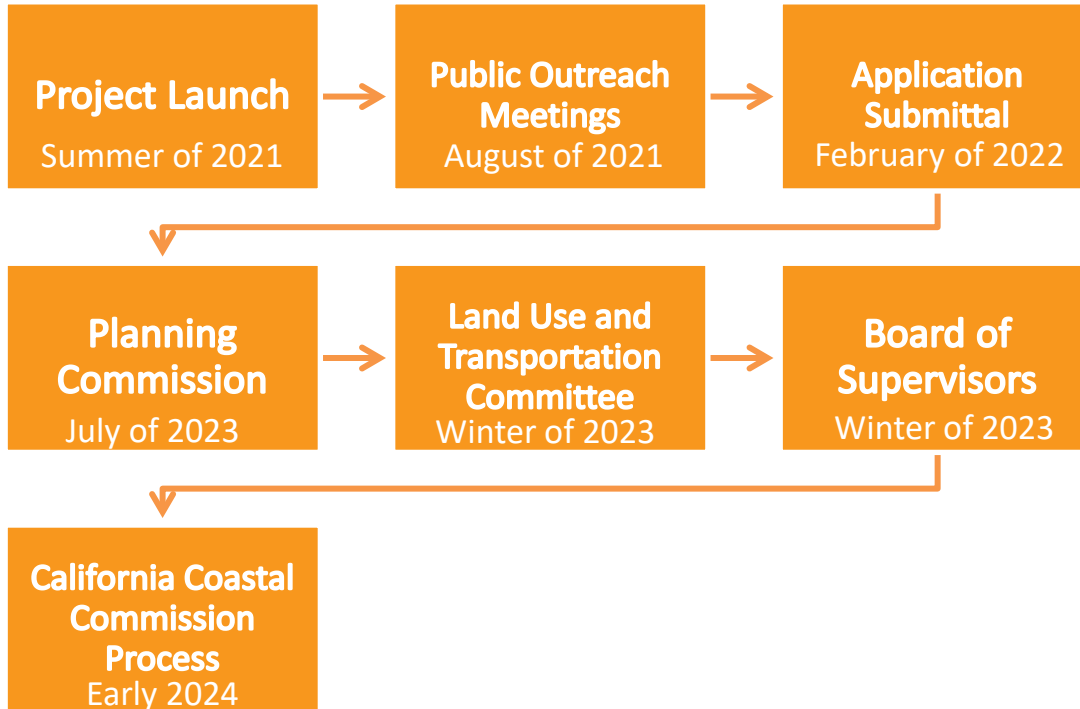 Project Launch
Summer of 2021
Public Outreach
Meetings
August of 2021
Application
Submittal
February of 2022
Planning
Commission
July of 2023
Land Use and
Transportation
Committee
Winter of 2023
Board of
Supervisors
Winter of 2023
California Coastal
Commission
Process
Early 2024